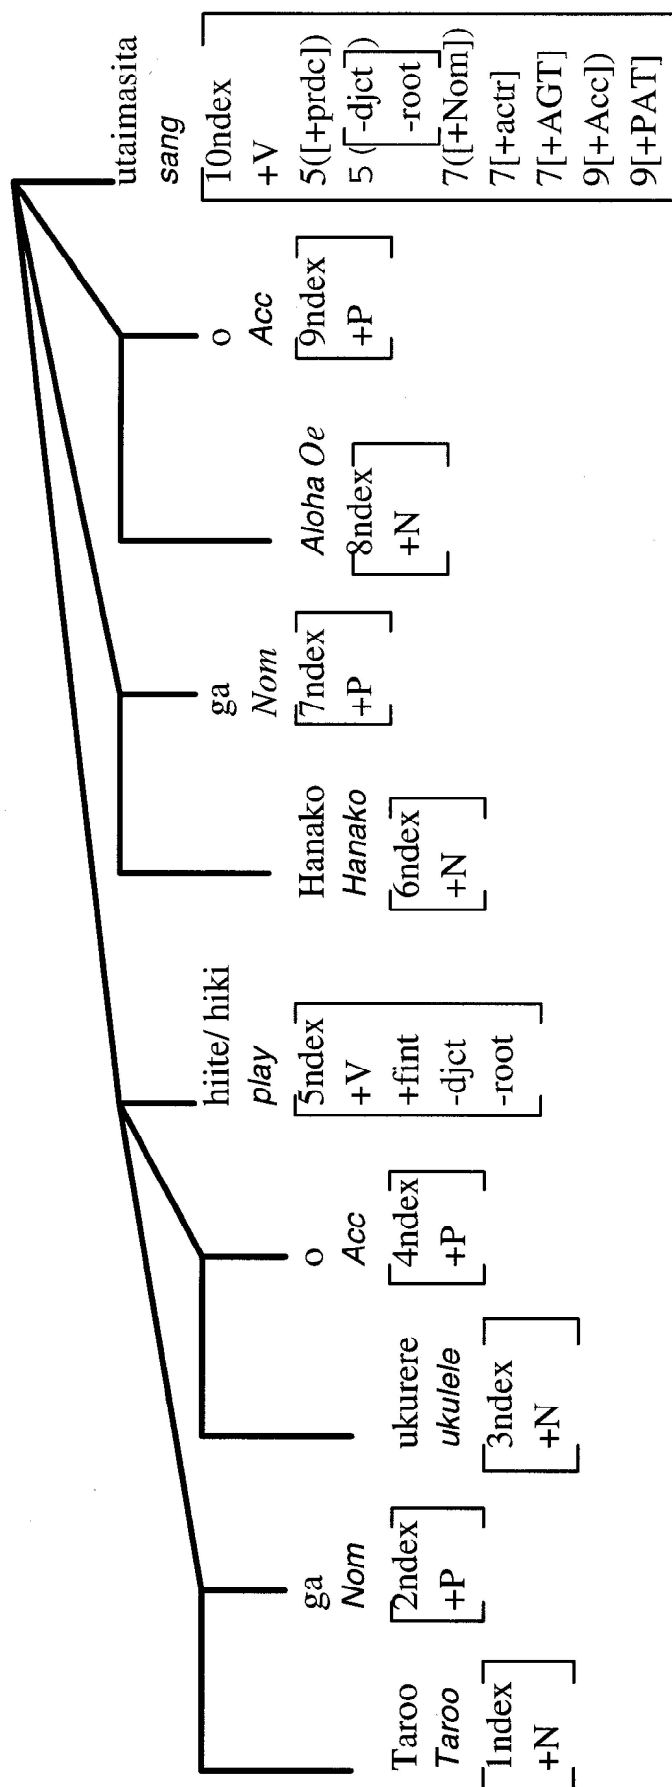 Taroo
Taroo
1ndex
+N
ga
Nom
2ndex
+P
ukurere
ukulele
3ndex
+N
o
Acc
4ndex
+P
hiite/ hiki
play
5ndex
+V
+fint
-djct
-root
Hanako
Hanako
6ndex
+N
ga
Nom
7ndex
+P
Aloha Oe
8ndex
+N
o
Acc
9ndex
+P
utaimasita
sang
10ndex
+V
5([+prdc])
5 ([-djct])
-root
7([+Nom])
7[+actr]
7[+AGT]
9[+Acc])
9[+PAT]